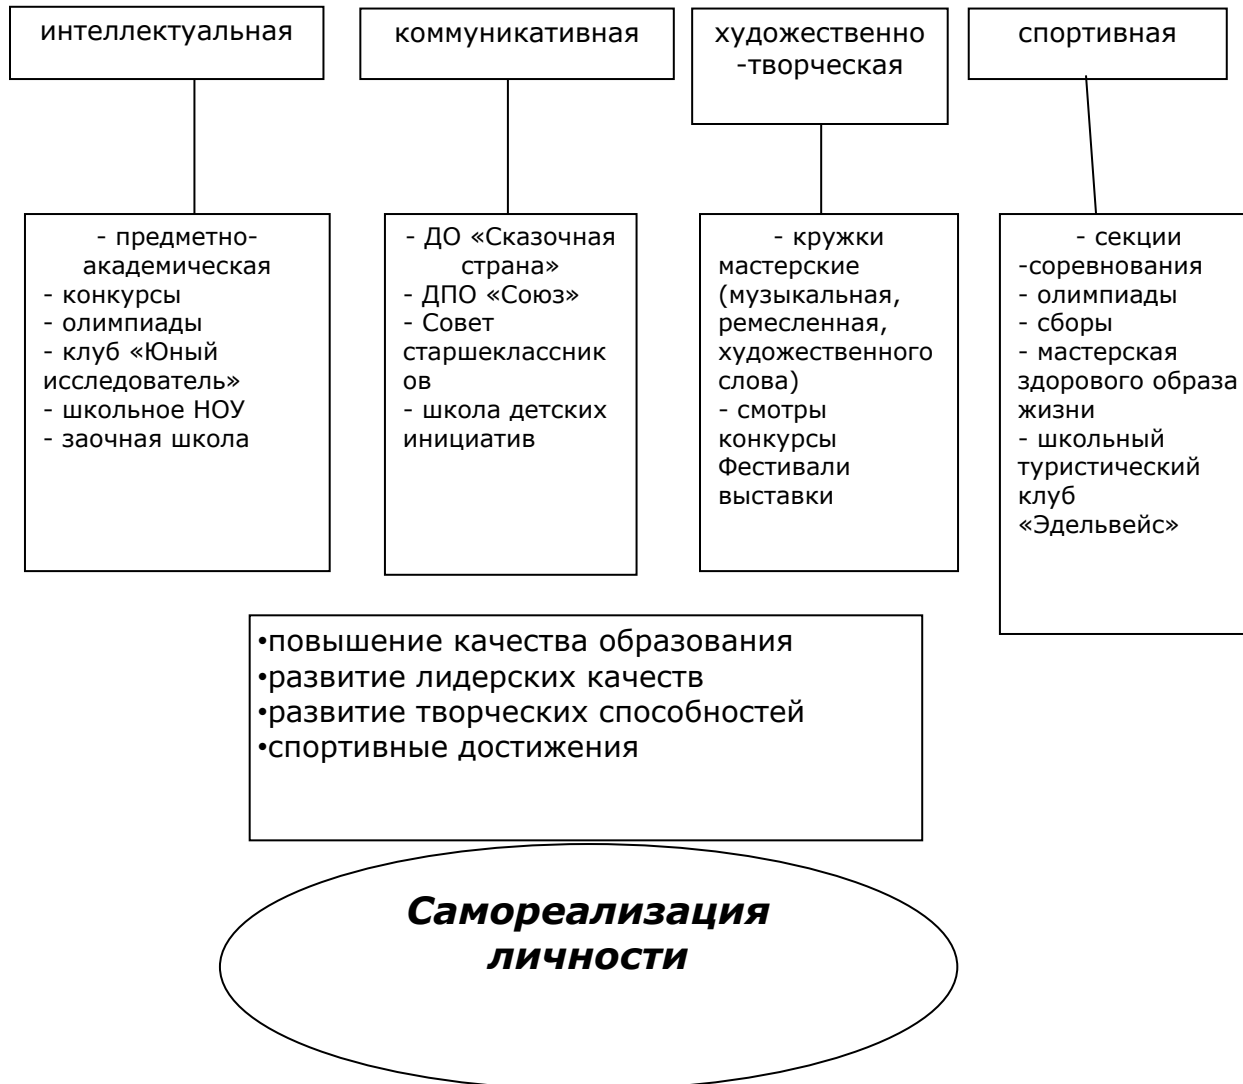 интеллектуальная
коммуникативная
художественно
-творческая
спортивная
- предметно-
академическая
- конкурсы
- олимпиады
- клуб «Юный
исследователь»
- школьное НОУ
- заочная школа
- ДО «Сказочная
страна»
- ДПО «Союз»
- Совет
старшеклассник
ов
- школа детских
инициатив
- кружки
мастерские
(музыкальная,
ремесленная,
художественного
слова)
- смотры
конкурсы
Фестивали
выставки
- секции
-соревнования
- олимпиады
- сборы
- мастерская
здорового образа
жизни
- школьный
туристический
клуб
«Эдельвейс»
•повышение качества образования
•развитие лидерских качеств
•развитие творческих способностей
•спортивные достижения
Самореализация
личности